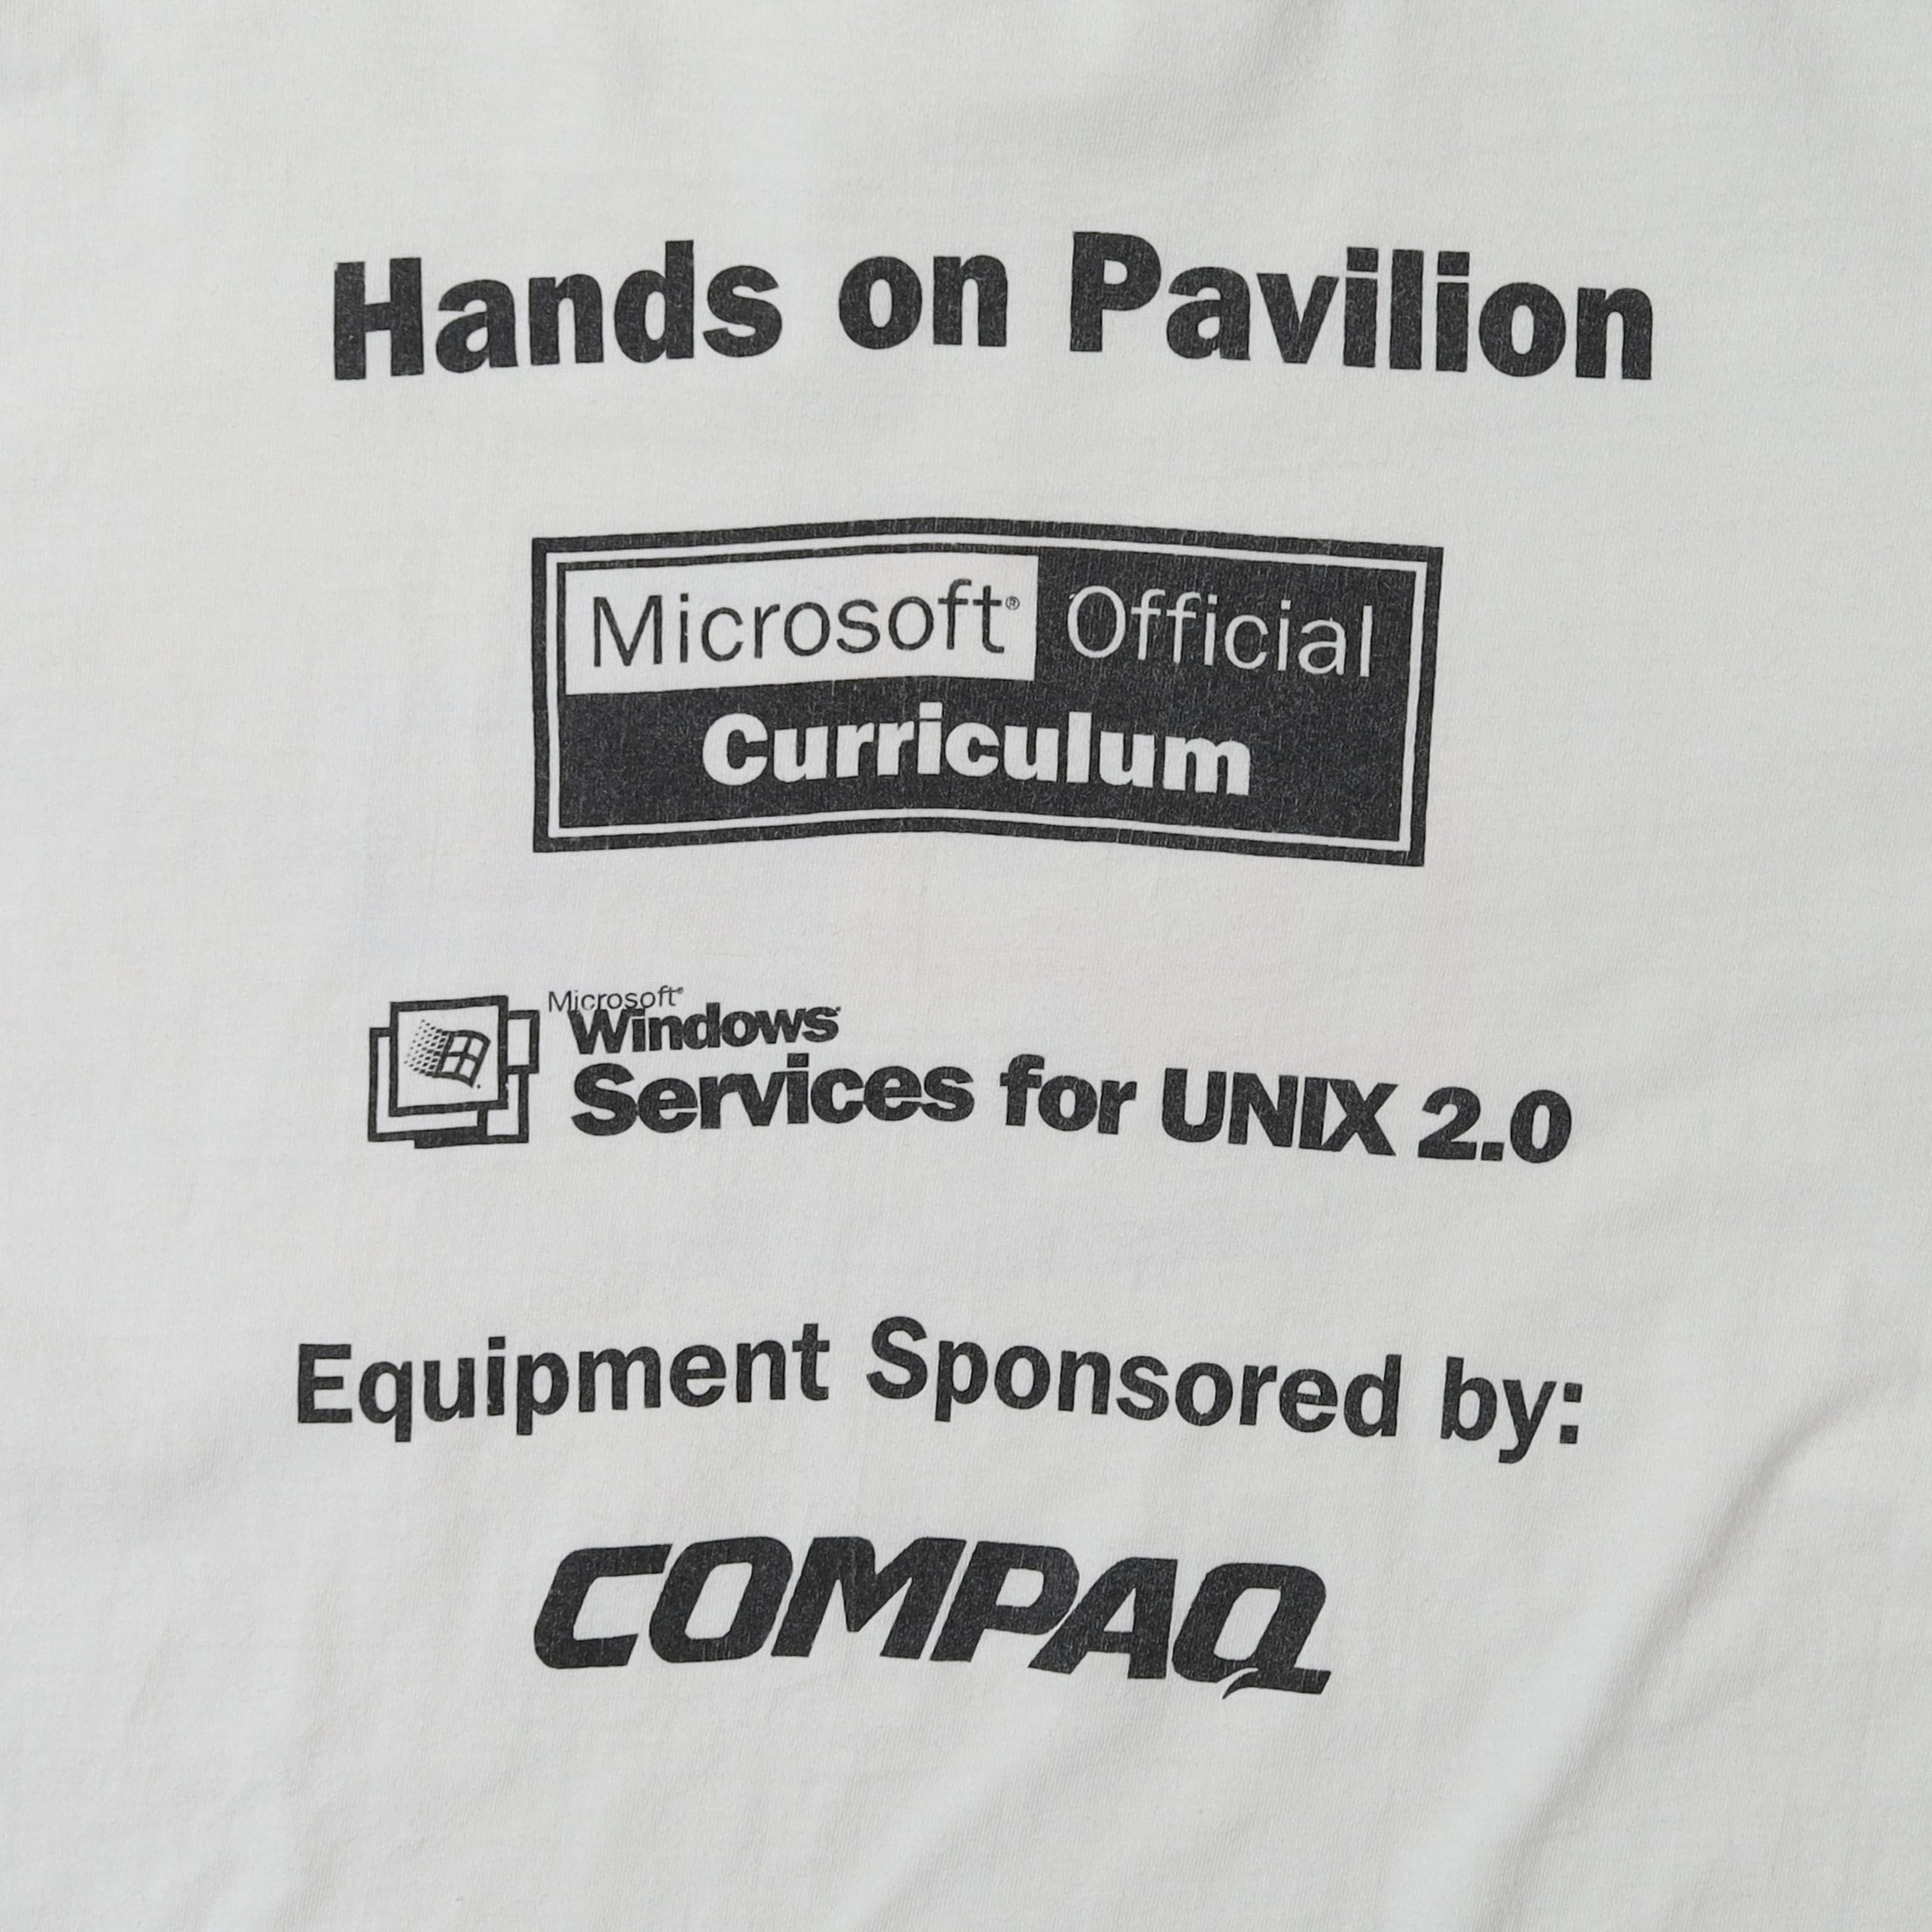 Hands on Pavilion
Microsoft® Official
Curriculum
Microsoft®
Windows®
Services for UNIX 2.0
Equipment Sponsored by:
COMPAQ